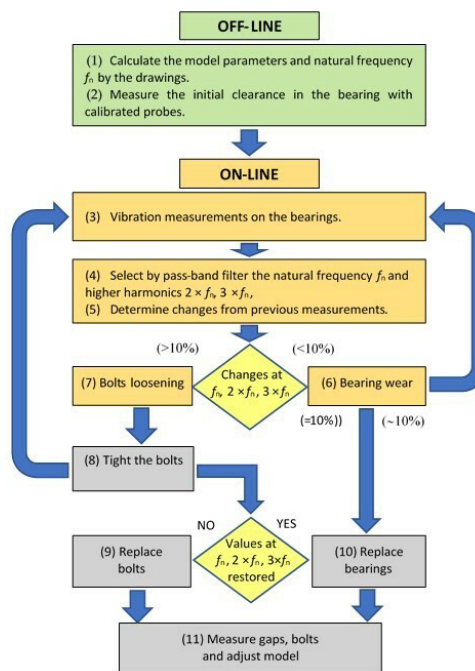 OFF-LINE
(1) Calculate the model parameters and natural frequency
fₙ by the drawings.
(2) Measure the initial clearance in the bearing with
calibrated probes.
ON-LINE
(3) Vibration measurements on the bearings.
(4) Select by pass-band filter the natural frequency fₙ and
higher harmonics 2 × fₙ, 3 × fₙ,
(5) Determine changes from previous measurements.
(>10%)
(<10%)
(7) Bolts loosening
Changes at
fₙ, 2 × fₙ, 3 × fₙ
(6) Bearing wear
(=10%))
(~10%)
(8) Tight the bolts
NO
YES
(9) Replace
bolts
Values at
fₙ, 2 × fₙ, 3× fₙ
restored
(10) Replace
bearings
(11) Measure gaps, bolts
and adjust model